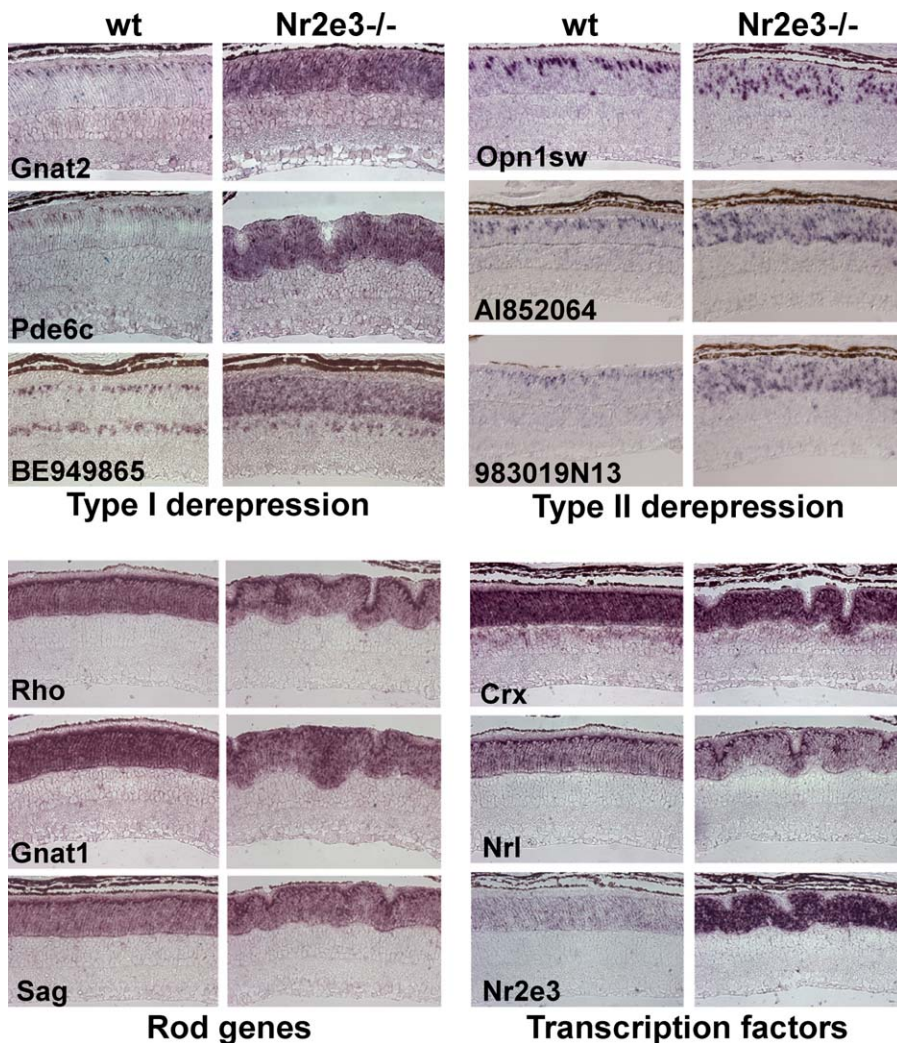 wt Nr2e3-/- wt Nr2e3-/-
Gnat2 Opn1sw
Pde6c AI852064
BE949865 983019N13
Type I derepression Type II derepression
Rho Crx
Gnat1 Nrl
Sag Nr2e3
Rod genes Transcription factors